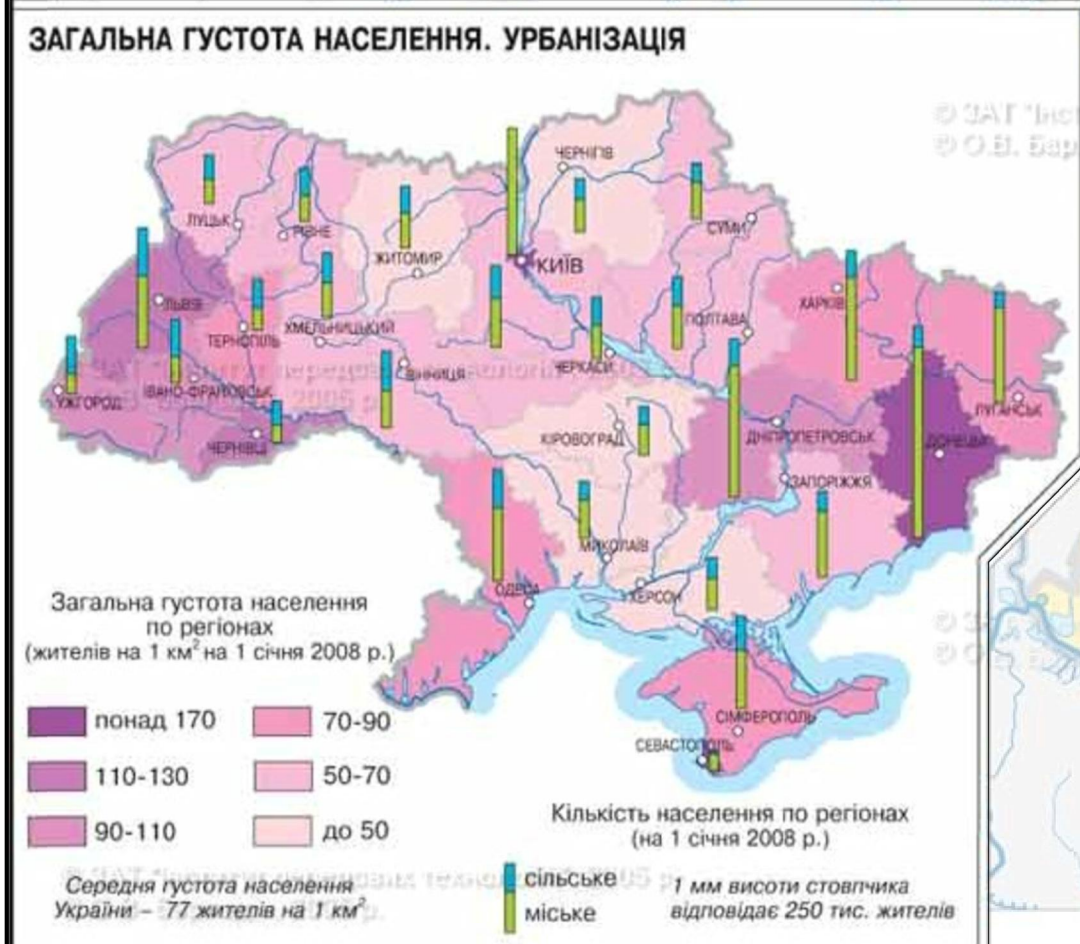 ЗАГАЛЬНА ГУСТОТА НАСЕЛЕННЯ. УРБАНІЗАЦІЯ
© ЗАТ "Інст
© О.В. Бар
ЧЕРНІГІВ
ЛУЦЬК
РІВНЕ
СУМИ
ЖИТОМИР
КИЇВ
ЛЬВІВ
ХАРКІВ
ТЕРНОПІЛЬ
ХМЕЛЬНИЦЬКИЙ
ПОЛТАВА
ВІННИЦЯ
ЧЕРКАСИ
ІВАНО-ФРАНКІВСЬК
УЖГОРОД
ЛУГАНСЬК
ЧЕРНІВЦІ
КІРОВОГРАД
ДНІПРОПЕТРОВСЬК
ДОНЕЦЬК
ЗАПОРІЖЖЯ
МИКОЛАЇВ
ОДЕСА
ХЕРСОН
СІМФЕРОПОЛЬ
СЕВАСТОПОЛЬ
Загальна густота населення
по регіонах
(жителів на 1 км² на 1 січня 2008 р.)
понад 170
70-90
110-130
50-70
90-110
до 50
Середня густота населення
України – 77 жителів на 1 км²
Кількість населення по регіонах
(на 1 січня 2008 р.)
сільське
міське
1 мм висоти стовпчика
відповідає 250 тис. жителів